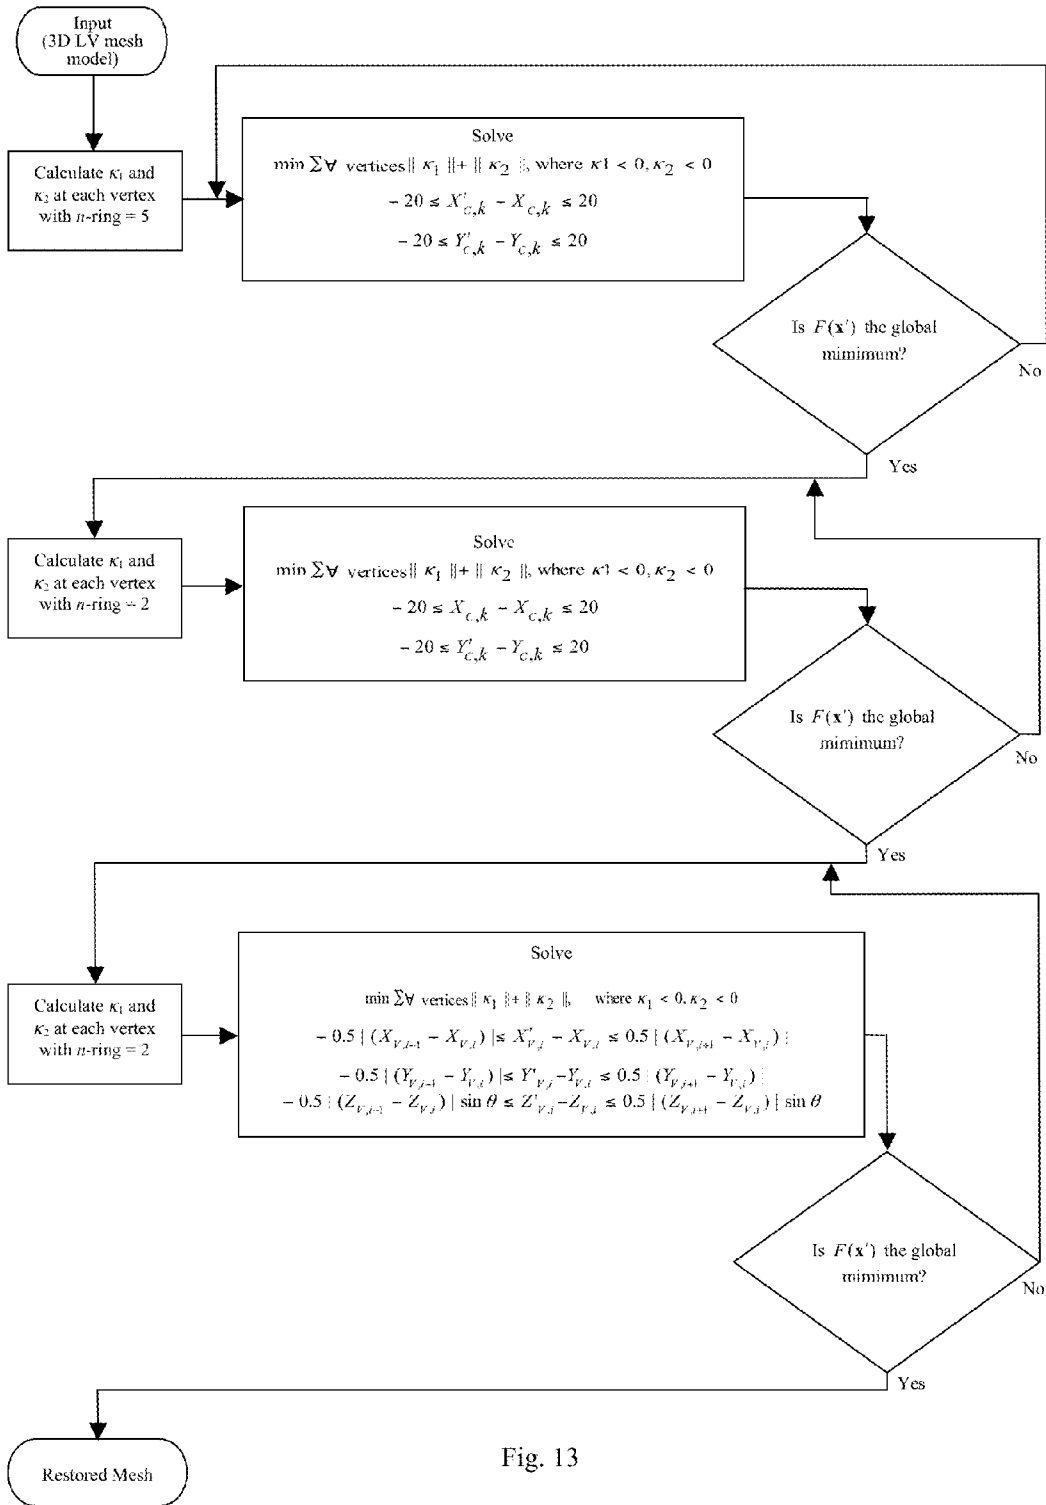 Input
(3D LV mesh
model)
Calculate κ₁ and
κ₂ at each vertex
with n-ring = 5
Solve
min ∑∀ vertices || κ₁ || + || κ₂ ||, where κ1 < 0, κ₂ < 0
− 20 ≤ X′c,k − Xc,k ≤ 20
− 20 ≤ Y′c,k − Yc,k ≤ 20
Is F(x′) the global
mimimum?
No
Yes
Calculate κ₁ and
κ₂ at each vertex
with n-ring = 2
Solve
min ∑∀ vertices || κ₁ || + || κ₂ ||, where κ1 < 0, κ₂ < 0
− 20 ≤ Xc,k − Xc,k ≤ 20
− 20 ≤ Y′c,k − Yc,k ≤ 20
Is F(x′) the global
mimimum?
No
Yes
Calculate κ₁ and
κ₂ at each vertex
with n-ring = 2
Solve
min ∑∀ vertices || κ₁ || + || κ₂ ||, where κ₁ < 0, κ₂ < 0
− 0.5 | (XV,i−1 − XV,i) | ≤ X′V,i − XV,i ≤ 0.5 | (XV,i+1 − XV,i) |
− 0.5 | (YV,i−1 − YV,i) | ≤ Y′V,i − YV,i ≤ 0.5 | (YV,i+1 − YV,i) |
− 0.5 | (ZV,i−1 − ZV,i) | sin θ ≤ Z′V,i − ZV,i ≤ 0.5 | (ZV,i+1 − ZV,i) | sin θ
Is F(x′) the global
mimimum?
No
Yes
Restored Mesh
Fig. 13